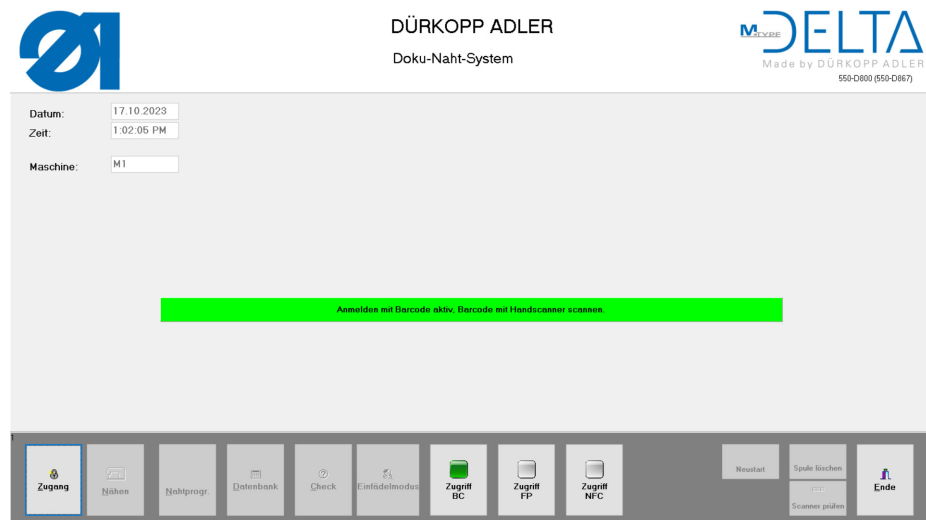 DÜRKOPP ADLER
Doku-Naht-System
M-TYPE DELTA
Made by DÜRKOPP ADLER
550-D800 (550-D867)
Datum: 17.10.2023
Zeit: 1:02:05 PM
Maschine: M1
Anmelden mit Barcode aktiv, Barcode mit Handscanner scannen.
1
Zugang
Nähen
Nahtprogr.
Datenbank
Check
Einfädelmodus
Zugriff
BC
Zugriff
FP
Zugriff
NFC
Neustart
Spule löschen
Scanner prüfen
Ende